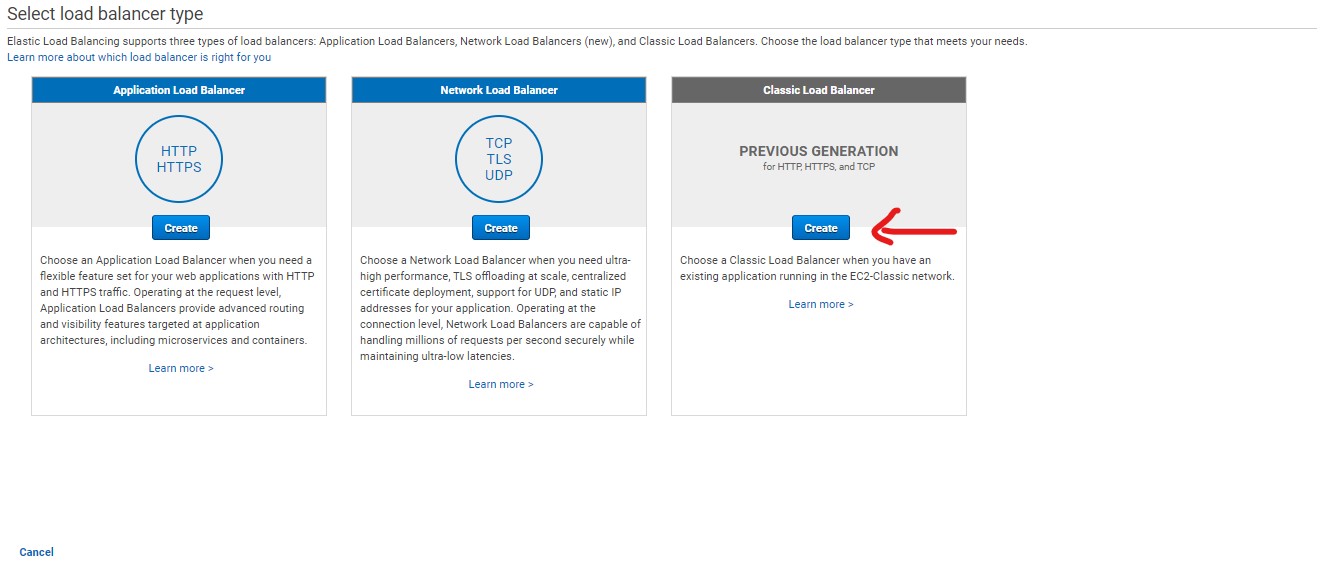 Select load balancer type
Elastic Load Balancing supports three types of load balancers: Application Load Balancers, Network Load Balancers (new), and Classic Load Balancers. Choose the load balancer type that meets your needs.
Learn more about which load balancer is right for you
Application Load Balancer
HTTP
HTTPS
Create
Choose an Application Load Balancer when you need a
flexible feature set for your web applications with HTTP
and HTTPS traffic. Operating at the request level,
Application Load Balancers provide advanced routing
and visibility features targeted at application
architectures, including microservices and containers.
Learn more >
Network Load Balancer
TCP
TLS
UDP
Create
Choose a Network Load Balancer when you need ultra-
high performance, TLS offloading at scale, centralized
certificate deployment, support for UDP, and static IP
addresses for your application. Operating at the
connection level, Network Load Balancers are capable of
handling millions of requests per second securely while
maintaining ultra-low latencies.
Learn more >
Classic Load Balancer
PREVIOUS GENERATION
for HTTP, HTTPS, and TCP
Create
Choose a Classic Load Balancer when you have an
existing application running in the EC2-Classic network.
Learn more >
Cancel